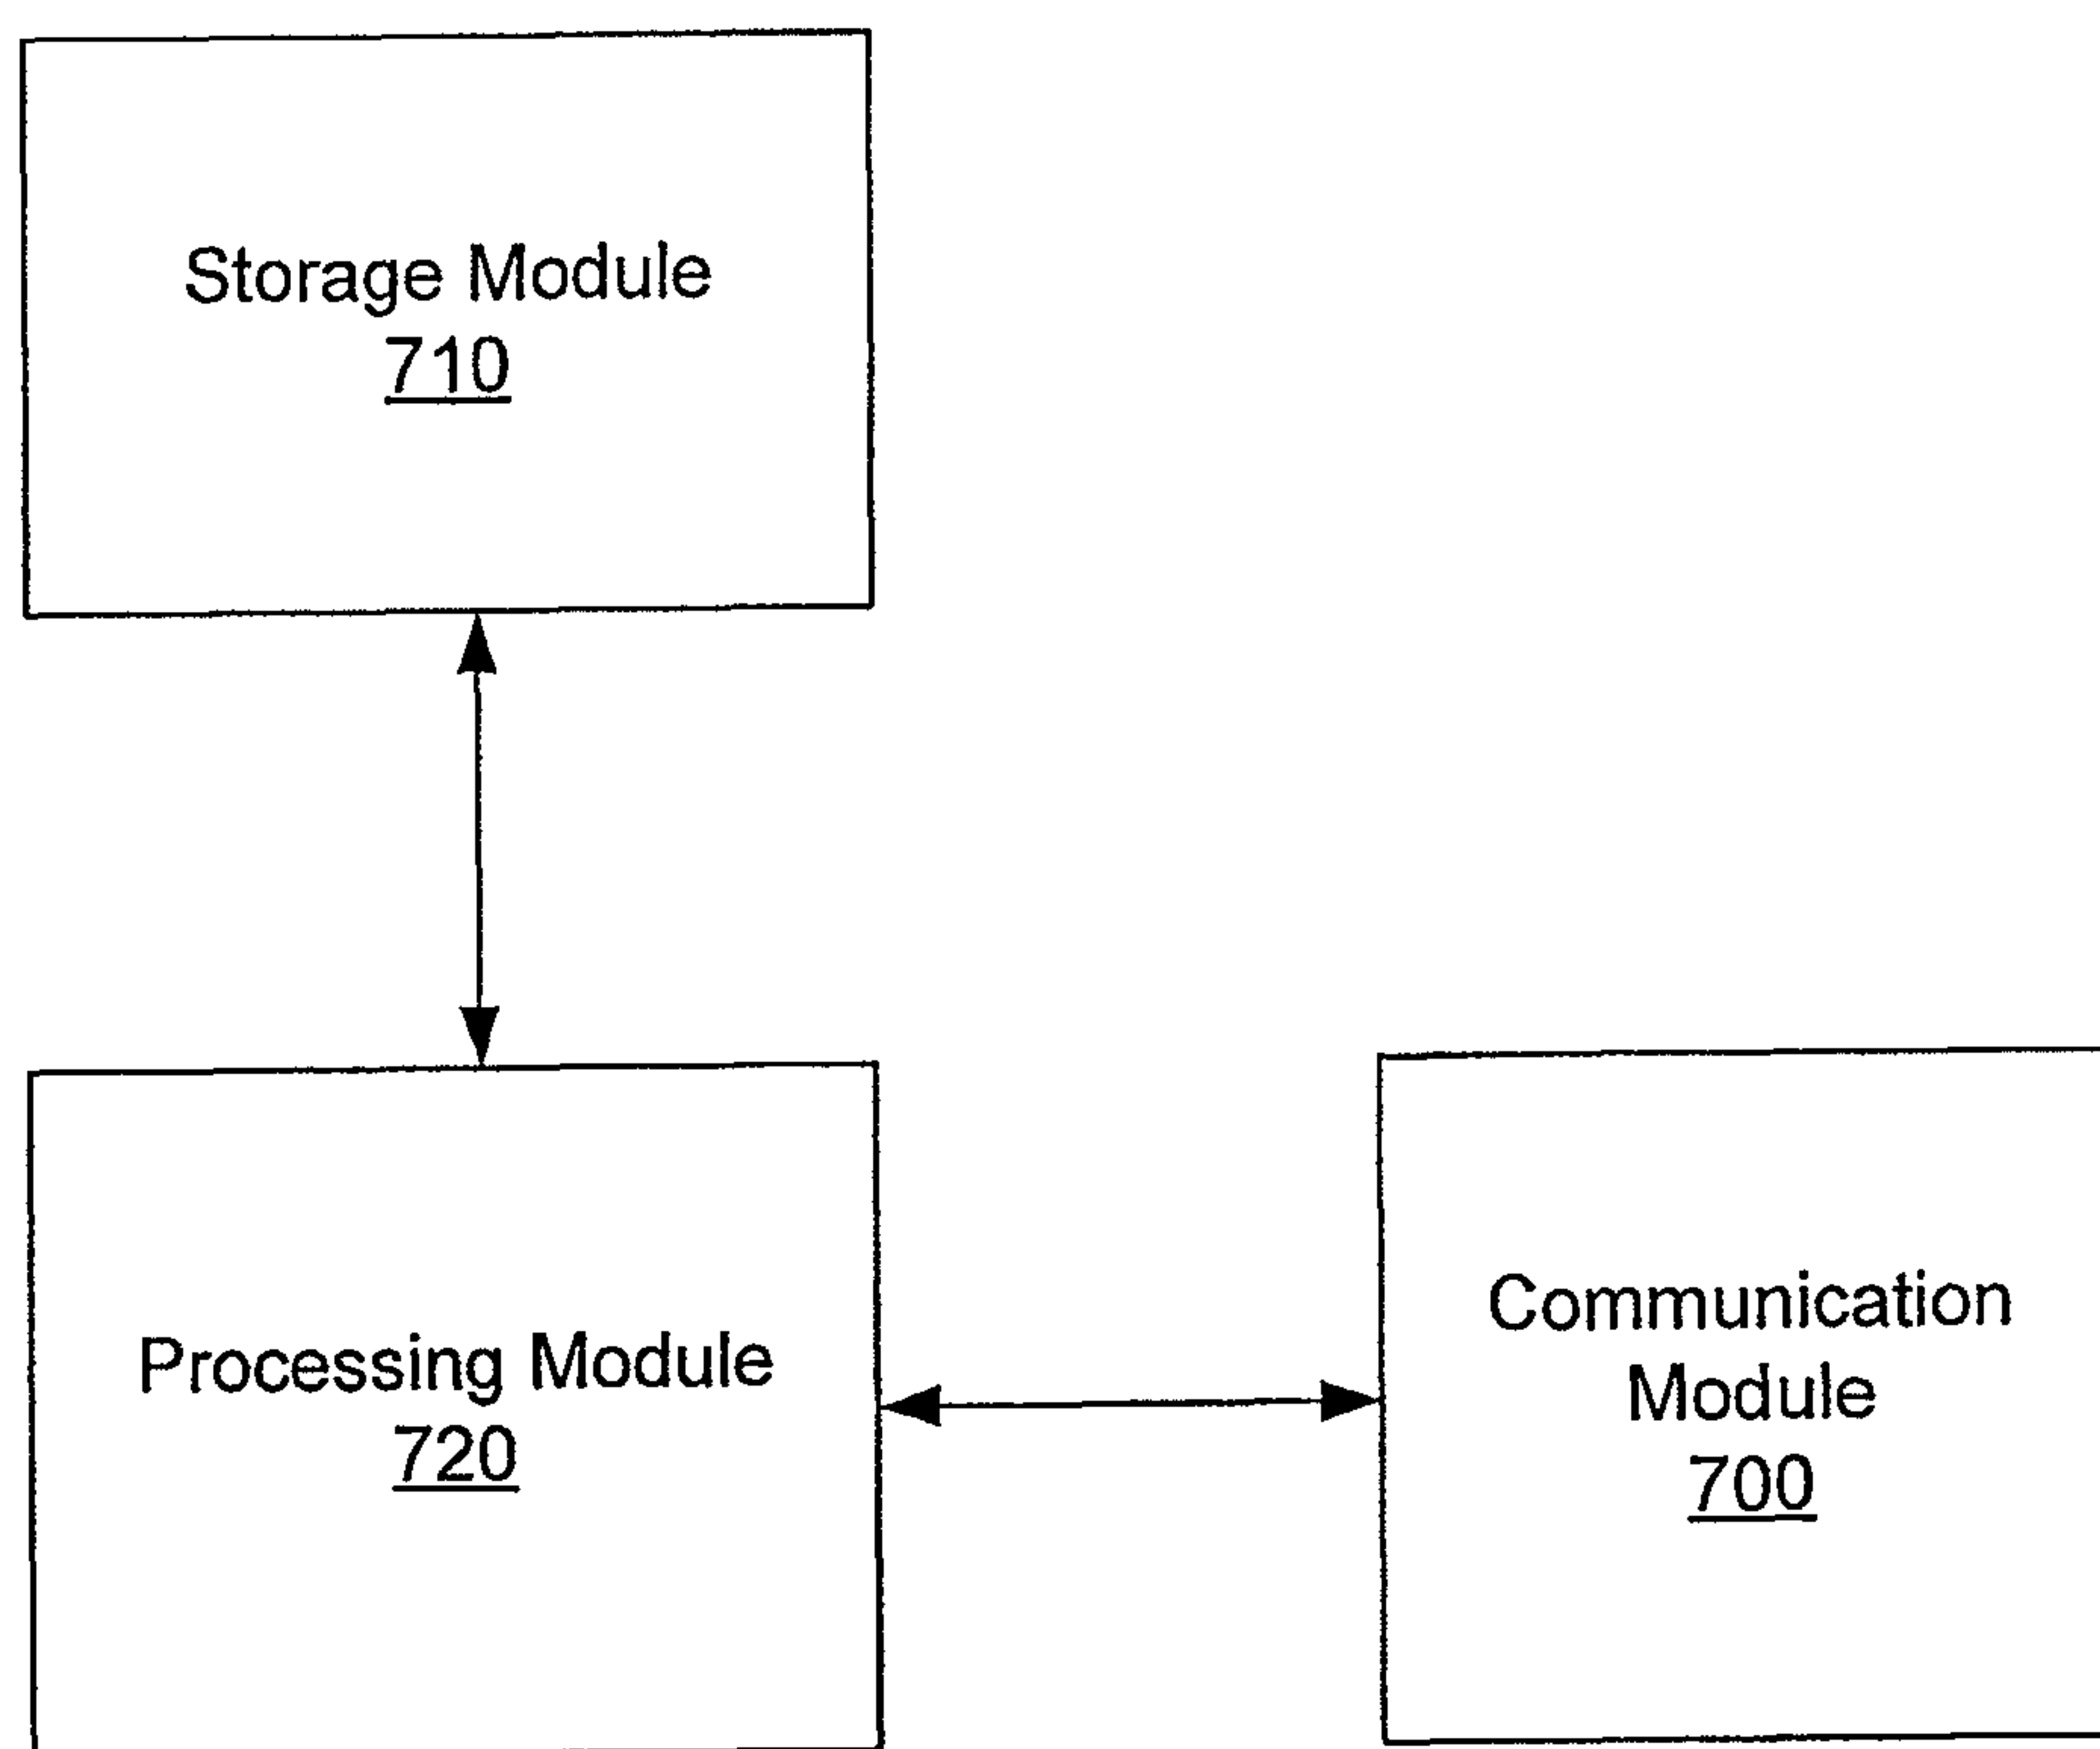 Storage Module
710
Processing Module
720
Communication
Module
700